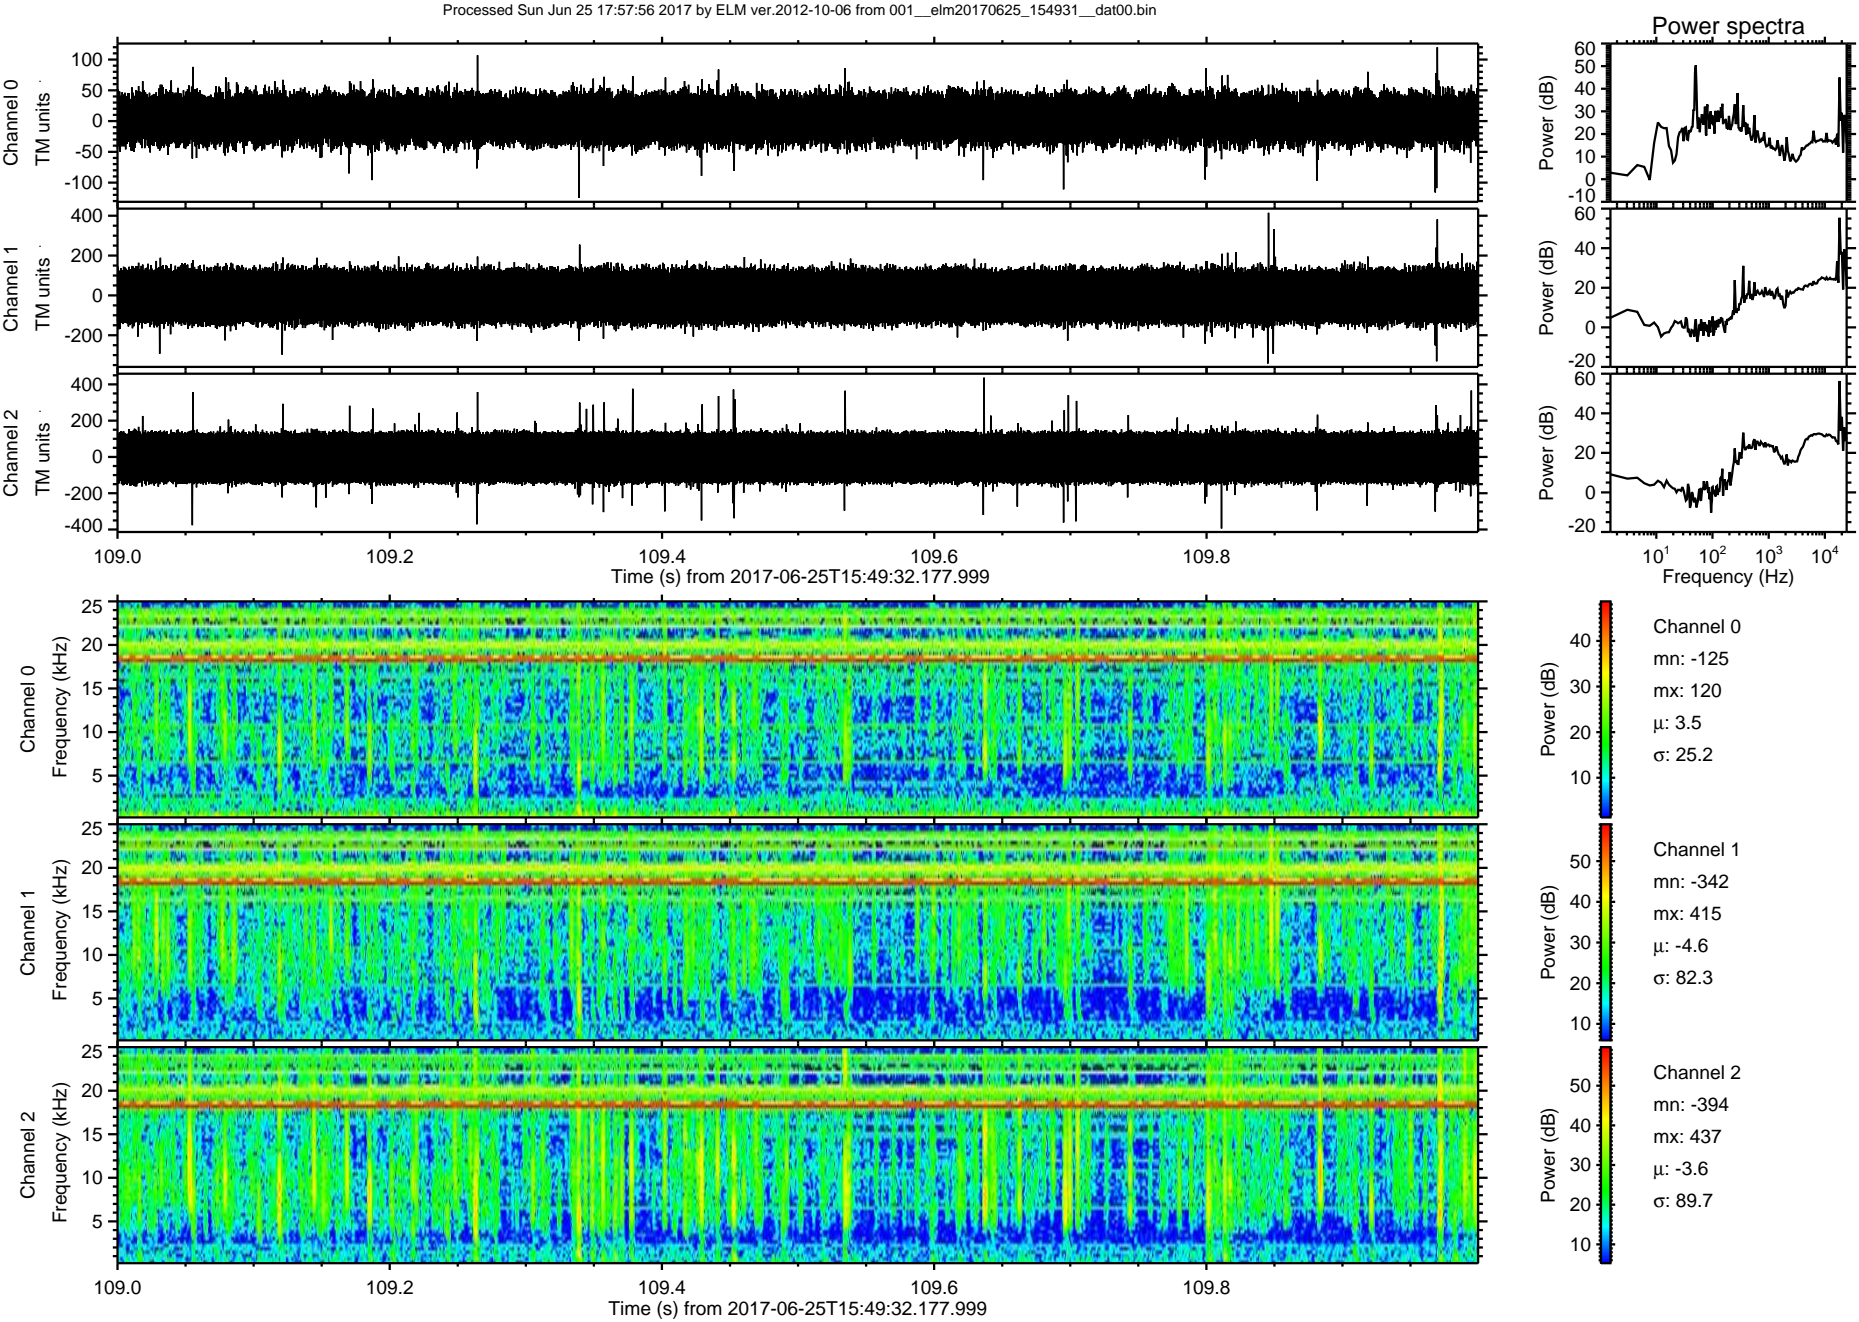 Processed Sun Jun 25 17:57:56 2017 by ELM ver.2012-10-06 from 001__elm20170625_154931__dat00.bin
Power spectra
Channel 0
TM units
100
50
0
-50
-100
Power (dB)
60
50
40
30
20
10
0
-10
Channel 1
TM units
400
200
0
-200
Power (dB)
60
40
20
0
-20
Channel 2
TM units
400
200
0
-200
-400
Power (dB)
60
40
20
0
-20
109.0 109.2 109.4 109.6 109.8
Time (s) from 2017-06-25T15:49:32.177.999
10¹ 10² 10³ 10⁴
Frequency (Hz)
Channel 0
Frequency (kHz)
25
20
15
10
5
Power (dB)
40
30
20
10
Channel 0
mn: -125
mx: 120
μ: 3.5
σ: 25.2
Channel 1
Frequency (kHz)
25
20
15
10
5
Power (dB)
50
40
30
20
10
Channel 1
mn: -342
mx: 415
μ: -4.6
σ: 82.3
Channel 2
Frequency (kHz)
25
20
15
10
5
Power (dB)
50
40
30
20
10
Channel 2
mn: -394
mx: 437
μ: -3.6
σ: 89.7
109.0 109.2 109.4 109.6 109.8
Time (s) from 2017-06-25T15:49:32.177.999